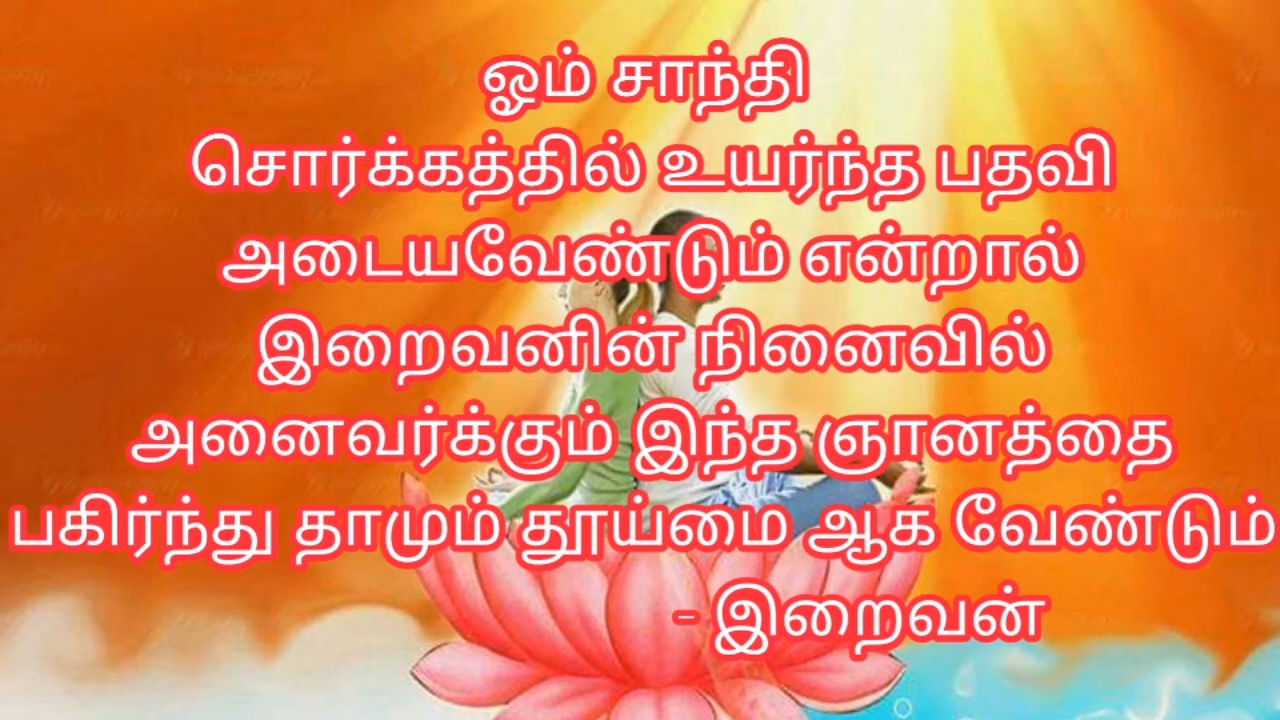 ஓம் சாந்தி
சொர்க்கத்தில் உயர்ந்த பதவி
அடையவேண்டும் என்றால்
இறைவனின் நினைவில்
அனைவர்க்கும் இந்த ஞானத்தை
பகிர்ந்து தாமும் தூய்மை ஆக வேண்டும்
- இறைவன்